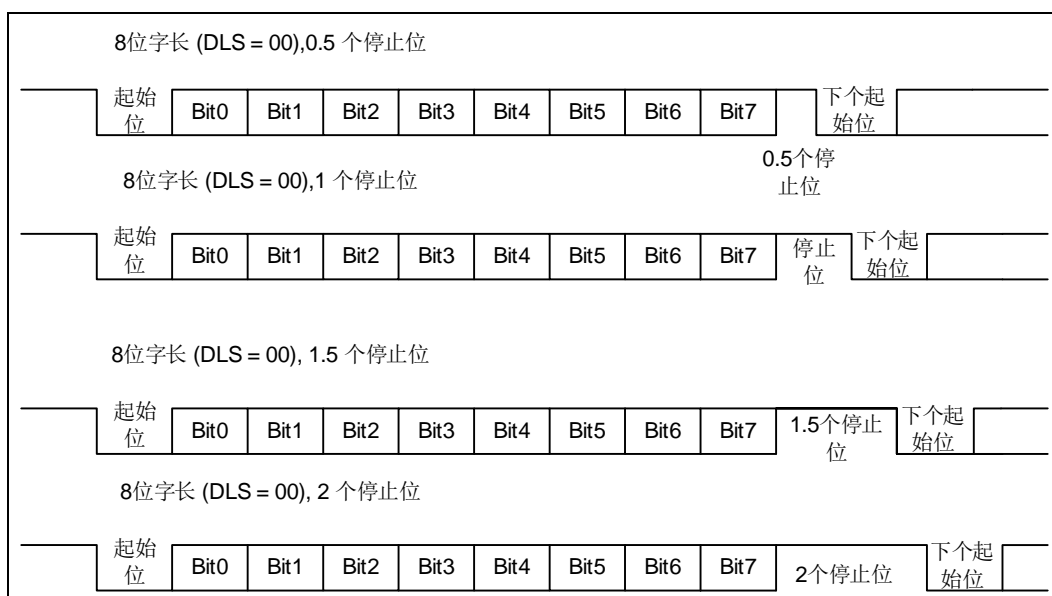 8位字长 (DLS = 00),0.5 个停止位
起始
位
Bit0 Bit1 Bit2 Bit3 Bit4 Bit5 Bit6 Bit7
下个起
始位
0.5个停
止位
8位字长 (DLS = 00),1 个停止位
起始
位
Bit0 Bit1 Bit2 Bit3 Bit4 Bit5 Bit6 Bit7
停止
位
下个起
始位
8位字长 (DLS = 00), 1.5 个停止位
起始
位
Bit0 Bit1 Bit2 Bit3 Bit4 Bit5 Bit6 Bit7
1.5个停止
位
下个起
始位
8位字长 (DLS = 00), 2 个停止位
起始
位
Bit0 Bit1 Bit2 Bit3 Bit4 Bit5 Bit6 Bit7
2个停止位
下个起
始位